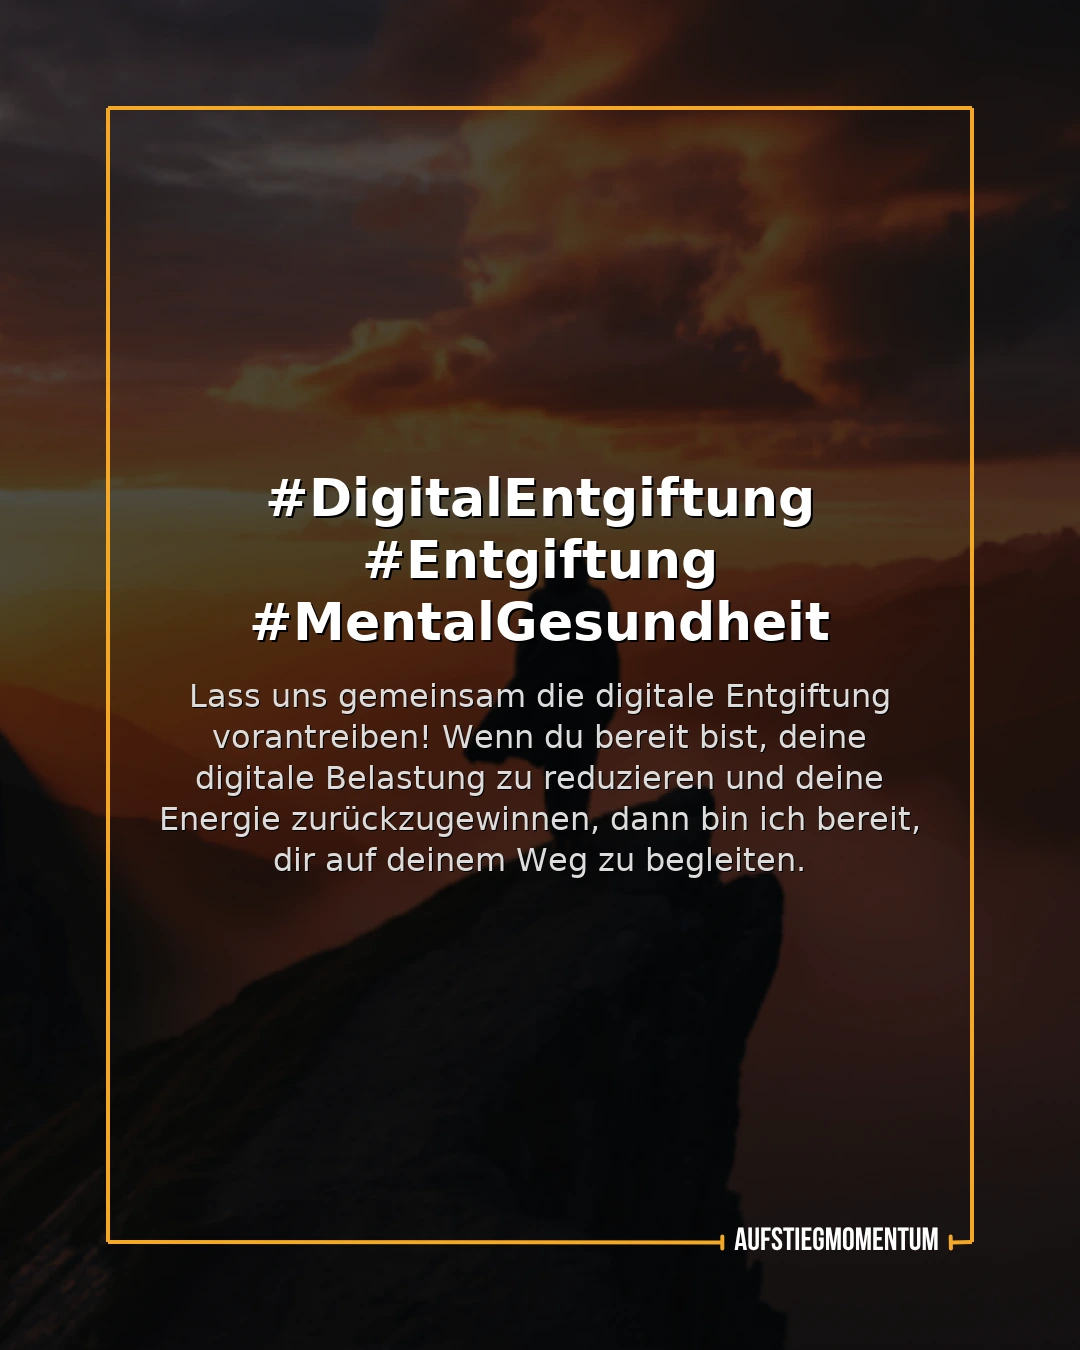 #DigitalEntgiftung
#Entgiftung
#MentalGesundheit
Lass uns gemeinsam die digitale Entgiftung
vorantreiben! Wenn du bereit bist, deine
digitale Belastung zu reduzieren und deine
Energie zurückzugewinnen, dann bin ich bereit,
dir auf deinem Weg zu begleiten.
AUFSTIEGMOMENTUM